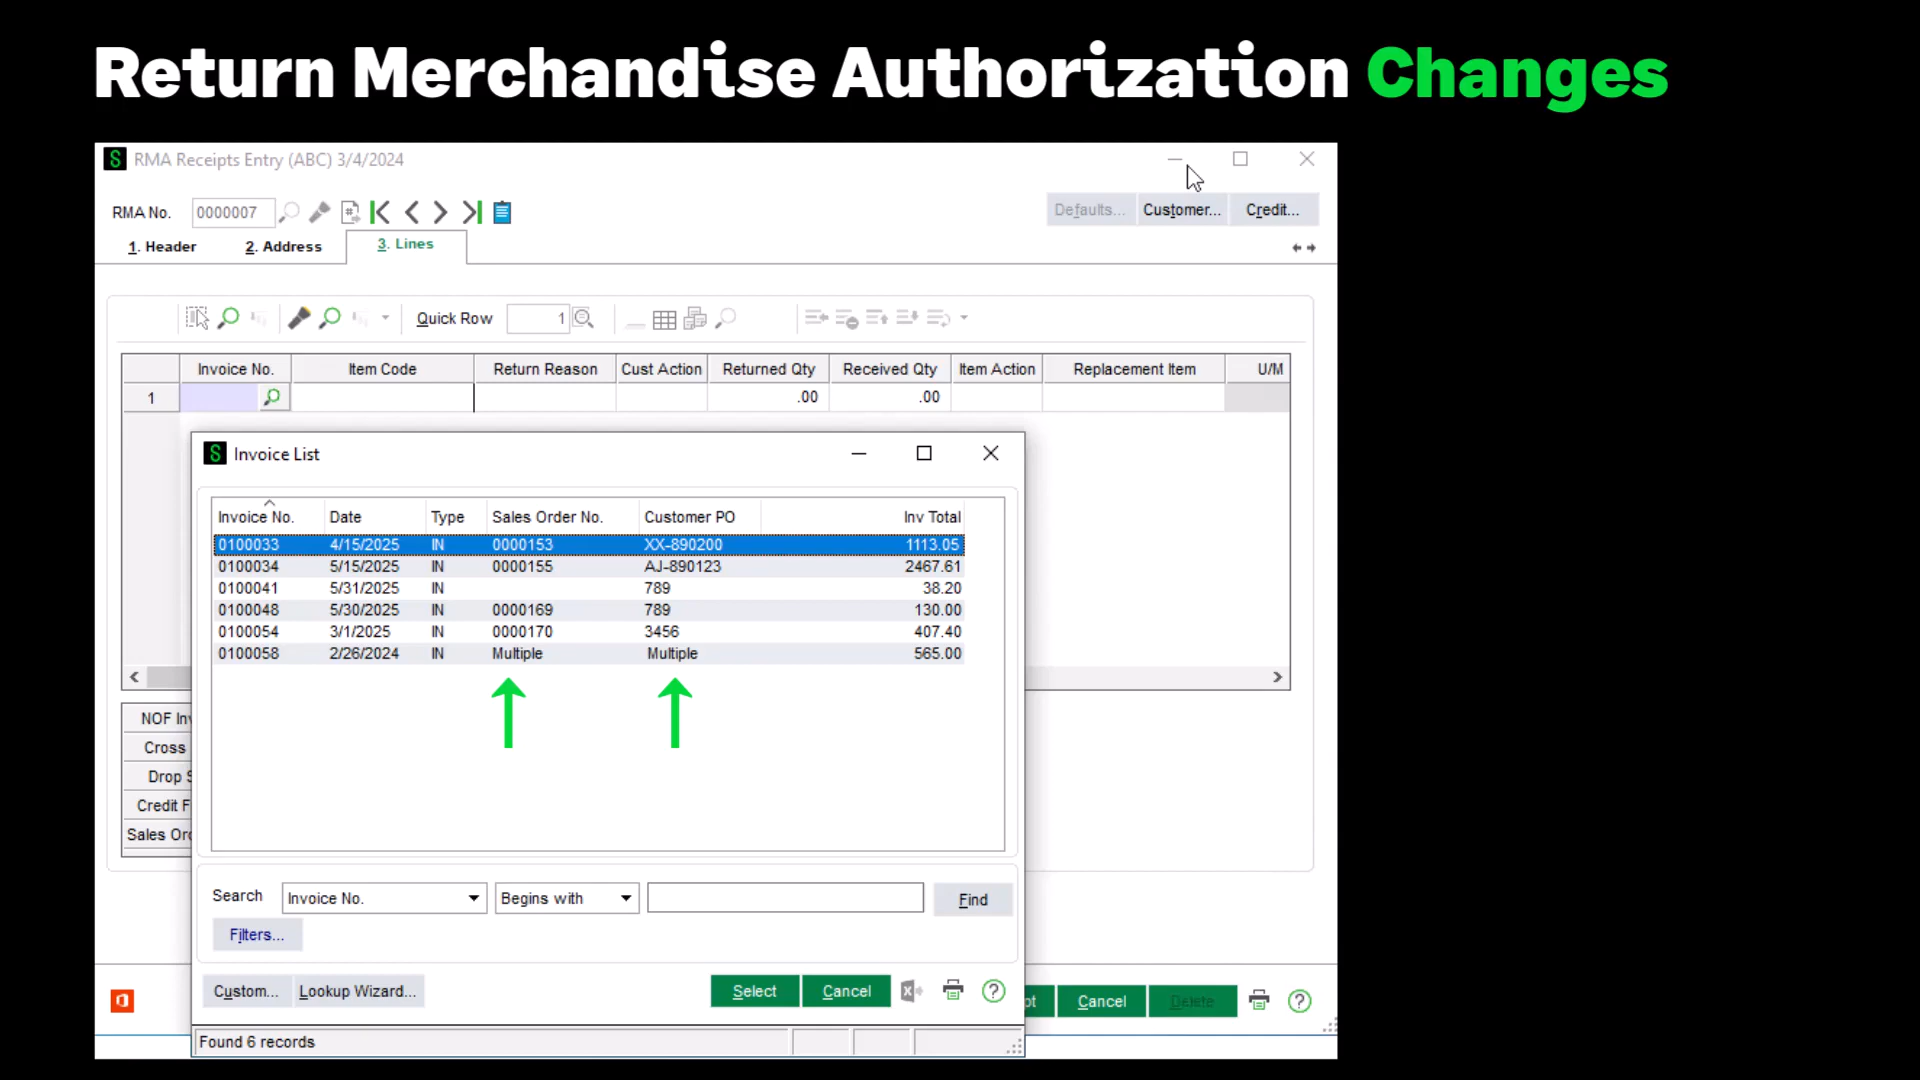 Return Merchandise Authorization Changes
S RMA Receipts Entry (ABC) 3/4/2024
RMA No. 0000007
Defaults... Customer... Credit...
1. Header 2. Address 3. Lines
Quick Row 1
Invoice No. Item Code Return Reason Cust Action Returned Qty Received Qty Item Action Replacement Item U/M
1 .00 .00
S Invoice List
Invoice No. Date Type Sales Order No. Customer PO Inv Total
0100033 4/15/2025 IN 0000153 XX-890200 1113.05
0100034 5/15/2025 IN 0000155 AJ-890123 2467.61
0100041 5/31/2025 IN 789 38.20
0100048 5/30/2025 IN 0000169 789 130.00
0100054 3/1/2025 IN 0000170 3456 407.40
0100058 2/26/2024 IN Multiple Multiple 565.00
NOF Inv
Cross
Drop S
Credit F
Sales Ord
Search Invoice No. Begins with Find
Filters...
Custom... Lookup Wizard... Select Cancel
pt Cancel Delete
Found 6 records